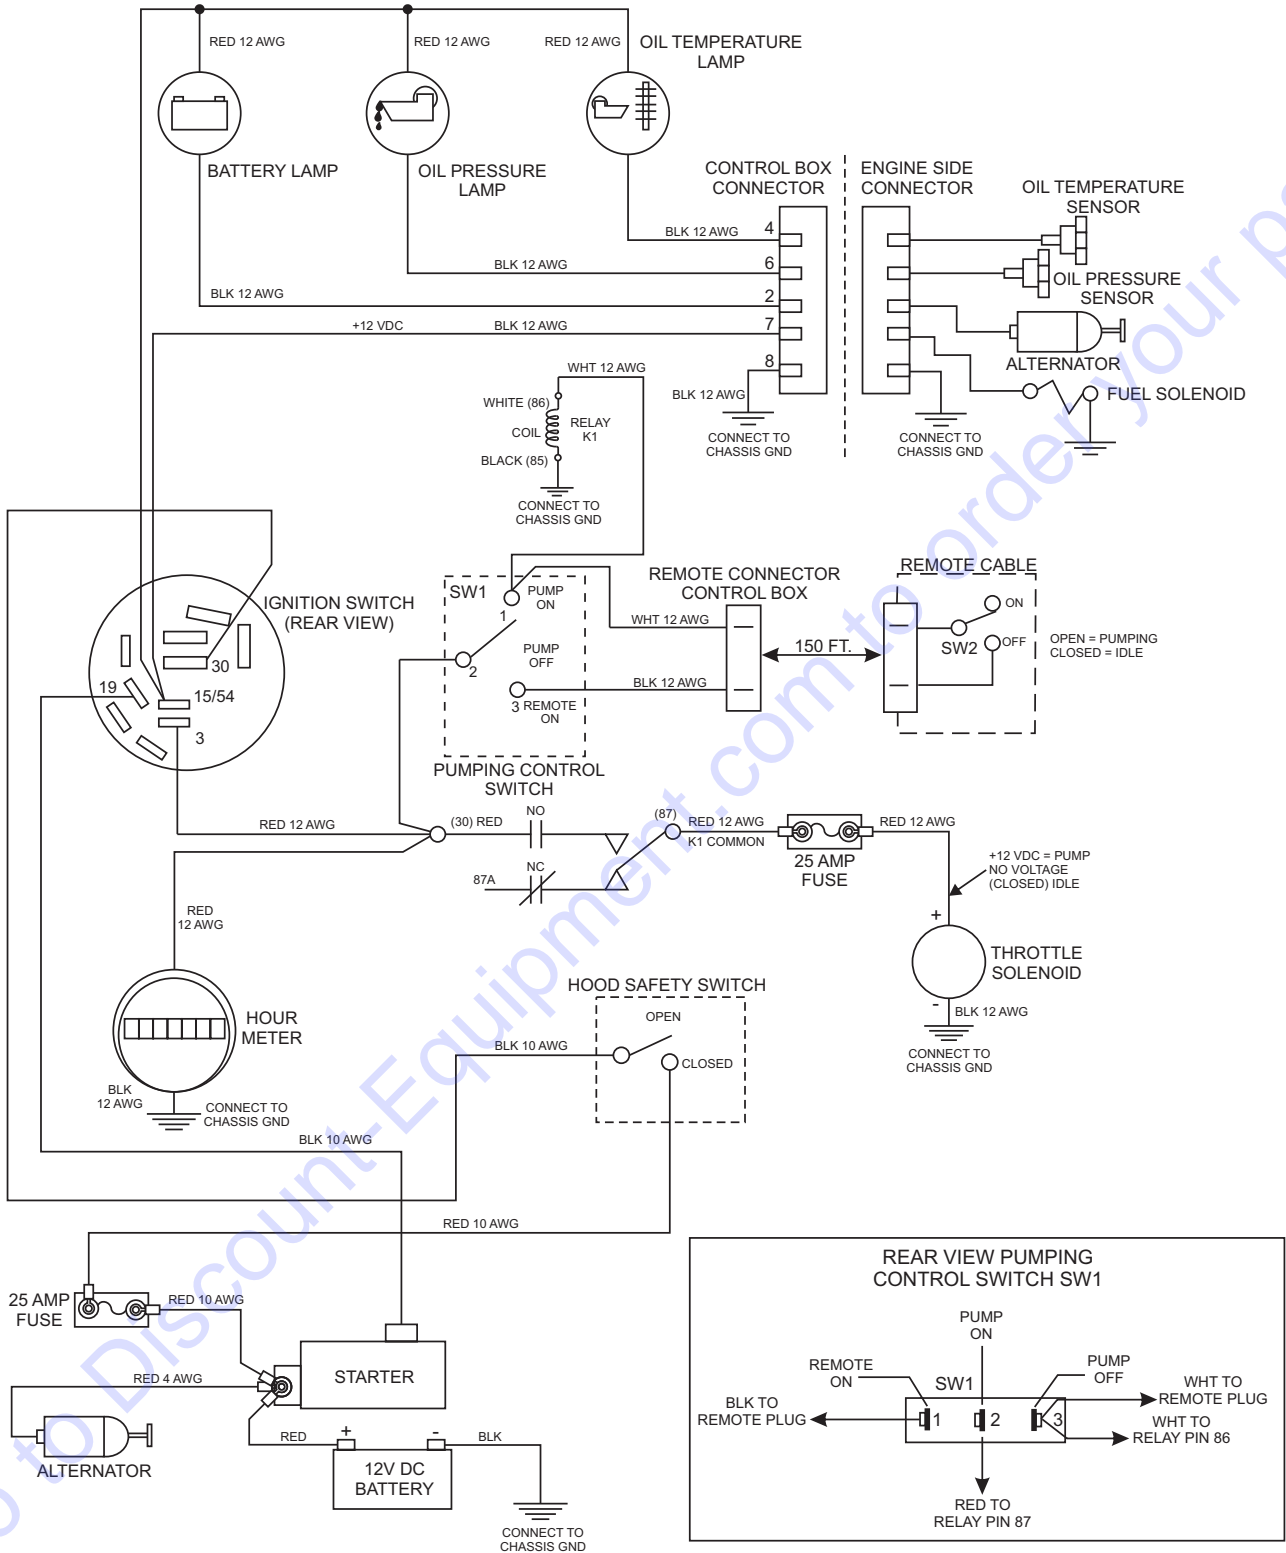 RED 12 AWG
RED 12 AWG
RED 12 AWG
OIL TEMPERATURE
LAMP
BATTERY LAMP
OIL PRESSURE
LAMP
CONTROL BOX
CONNECTOR
ENGINE SIDE
CONNECTOR
OIL TEMPERATURE
SENSOR
BLK 12 AWG
4
BLK 12 AWG
6
OIL PRESSURE
SENSOR
BLK 12 AWG
2
+12 VDC
BLK 12 AWG
7
ALTERNATOR
8
WHT 12 AWG
BLK 12 AWG
FUEL SOLENOID
WHITE (86)
COIL
RELAY
K1
BLACK (85)
CONNECT TO
CHASSIS GND
CONNECT TO
CHASSIS GND
CONNECT TO
CHASSIS GND
IGNITION SWITCH
(REAR VIEW)
30
19
15/54
3
SW1
PUMP
ON
1
PUMP
OFF
2
3
REMOTE
ON
PUMPING CONTROL
SWITCH
REMOTE CONNECTOR
CONTROL BOX
WHT 12 AWG
BLK 12 AWG
150 FT.
REMOTE CABLE
ON
SW2
OFF
OPEN = PUMPING
CLOSED = IDLE
RED 12 AWG
(30) RED
NO
(87)
RED 12 AWG
K1 COMMON
RED 12 AWG
25 AMP
FUSE
87A
NC
+12 VDC = PUMP
NO VOLTAGE
(CLOSED) IDLE
RED
12 AWG
+
THROTTLE
SOLENOID
-
BLK 12 AWG
CONNECT TO
CHASSIS GND
HOUR
METER
BLK
12 AWG
CONNECT TO
CHASSIS GND
HOOD SAFETY SWITCH
OPEN
CLOSED
BLK 10 AWG
BLK 10 AWG
RED 10 AWG
25 AMP
FUSE
RED 10 AWG
RED 4 AWG
STARTER
ALTERNATOR
RED
+
-
BLK
12V DC
BATTERY
CONNECT TO
CHASSIS GND
REAR VIEW PUMPING
CONTROL SWITCH SW1
PUMP
ON
REMOTE
ON
SW1
PUMP
OFF
BLK TO
REMOTE PLUG
1
2
3
WHT TO
REMOTE PLUG
WHT TO
RELAY PIN 86
RED TO
RELAY PIN 87
to Discount-Equipment.com to order your pa